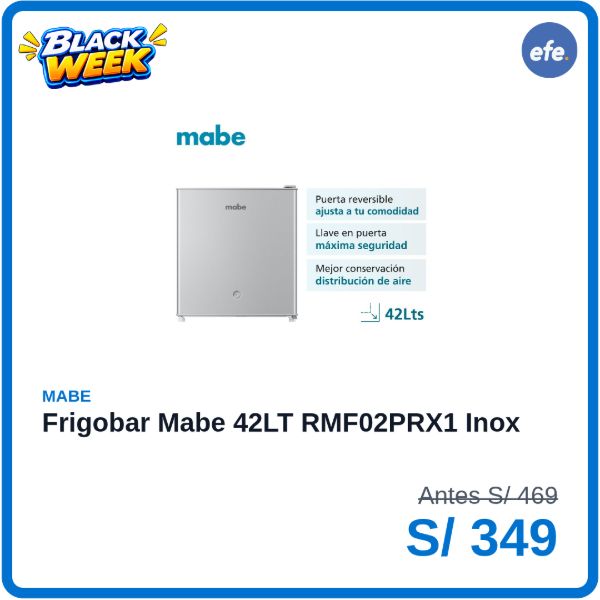 BLACK
WEEK
efe.
mabe
mabe
Puerta reversible
ajusta a tu comodidad
Llave en puerta
máxima seguridad
Mejor conservación
distribución de aire
42Lts
MABE
Frigobar Mabe 42LT RMF02PRX1 Inox
Antes S/ 469
S/ 349